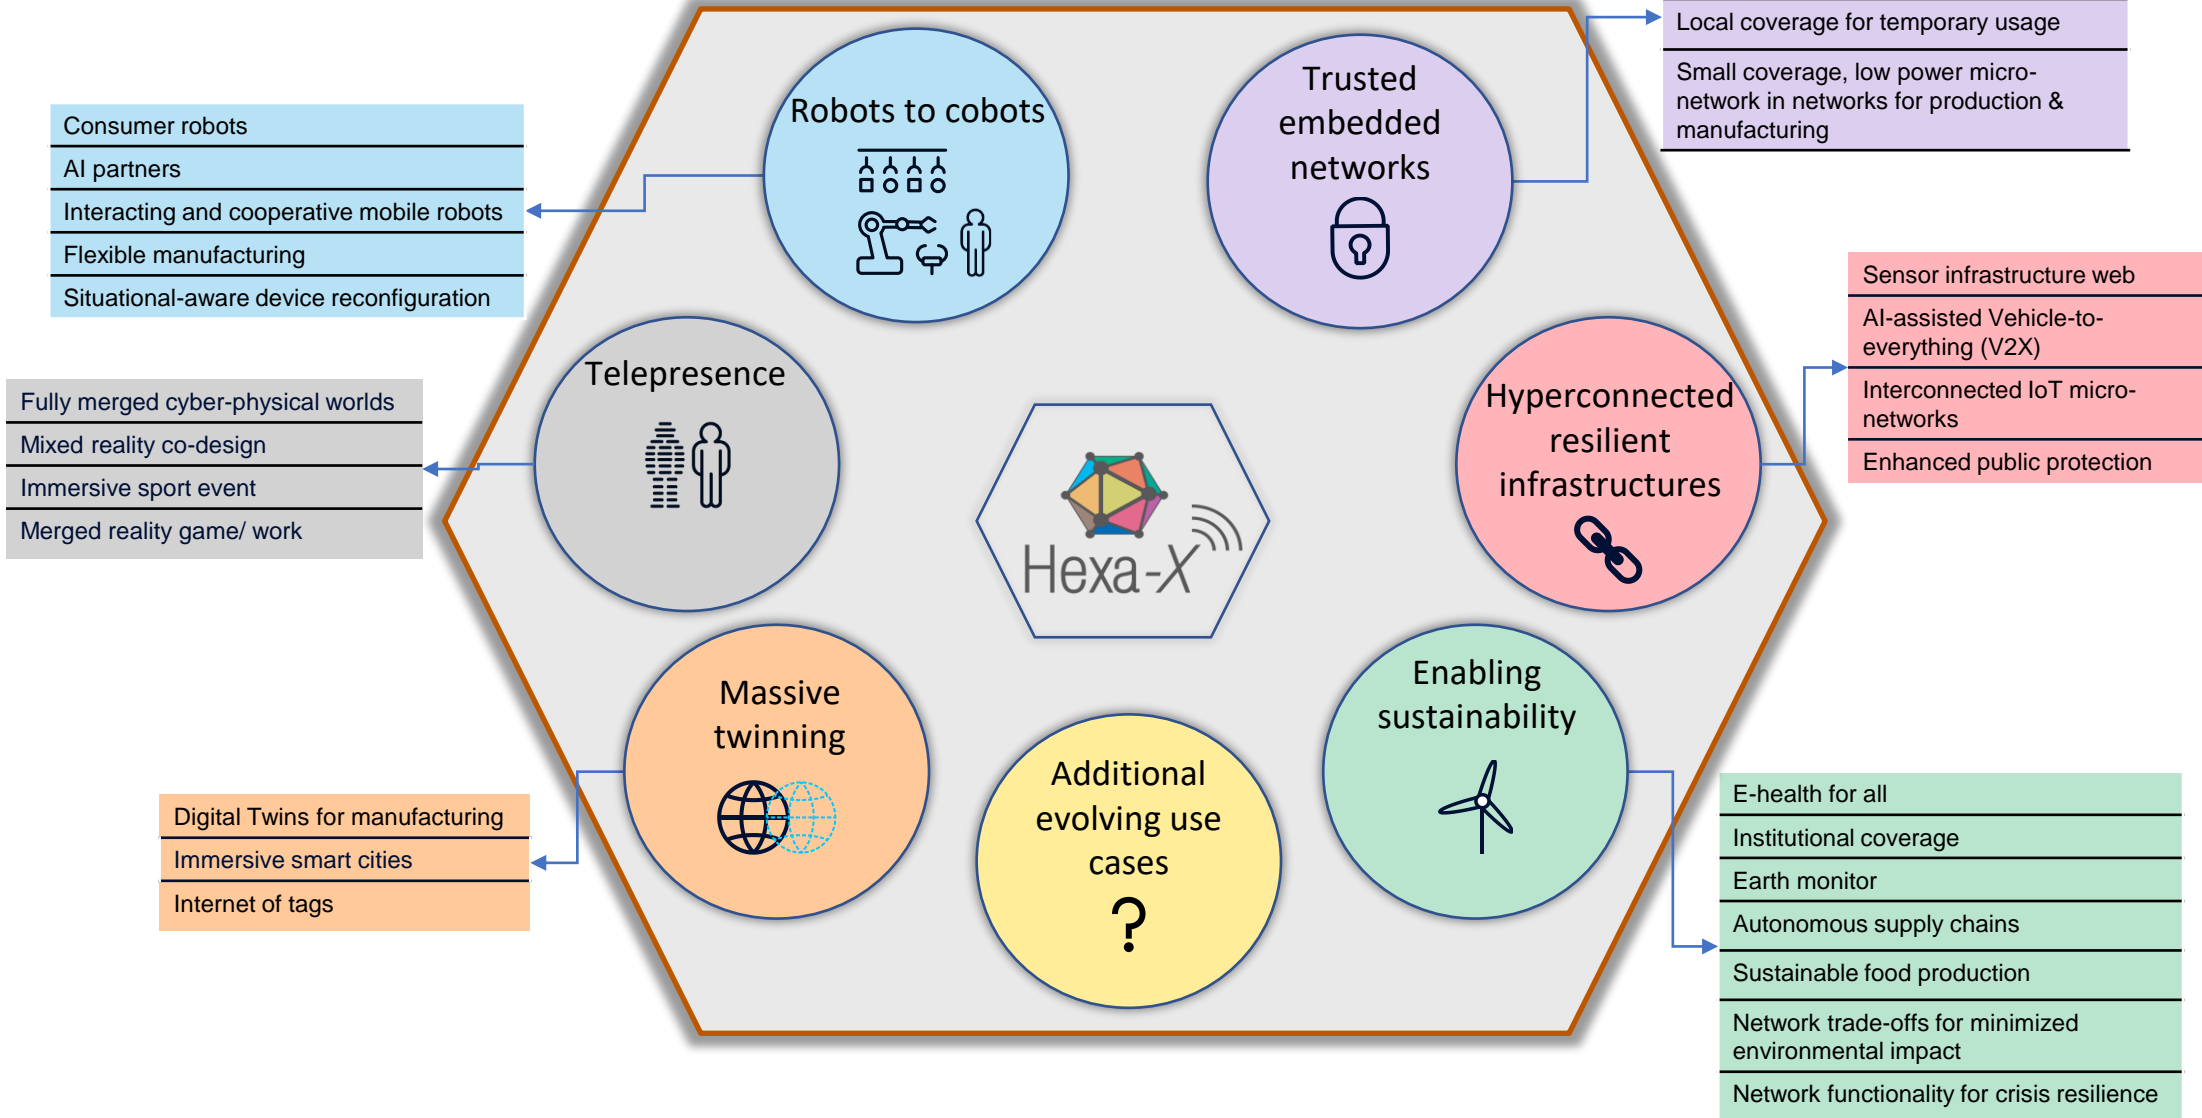 Local coverage for temporary usage
Small coverage, low power micro-
network in networks for production &
manufacturing
Trusted
embedded
networks
Robots to cobots
Consumer robots
AI partners
Interacting and cooperative mobile robots
Flexible manufacturing
Situational-aware device reconfiguration
Sensor infrastructure web
AI-assisted Vehicle-to-
everything (V2X)
Interconnected IoT micro-
networks
Enhanced public protection
Telepresence
Fully merged cyber-physical worlds
Mixed reality co-design
Immersive sport event
Merged reality game/ work
Hyperconnected
resilient
infrastructures
Hexa-X
Massive
twinning
Enabling
sustainability
Additional
evolving use
cases
?
Digital Twins for manufacturing
Immersive smart cities
Internet of tags
E-health for all
Institutional coverage
Earth monitor
Autonomous supply chains
Sustainable food production
Network trade-offs for minimized
environmental impact
Network functionality for crisis resilience